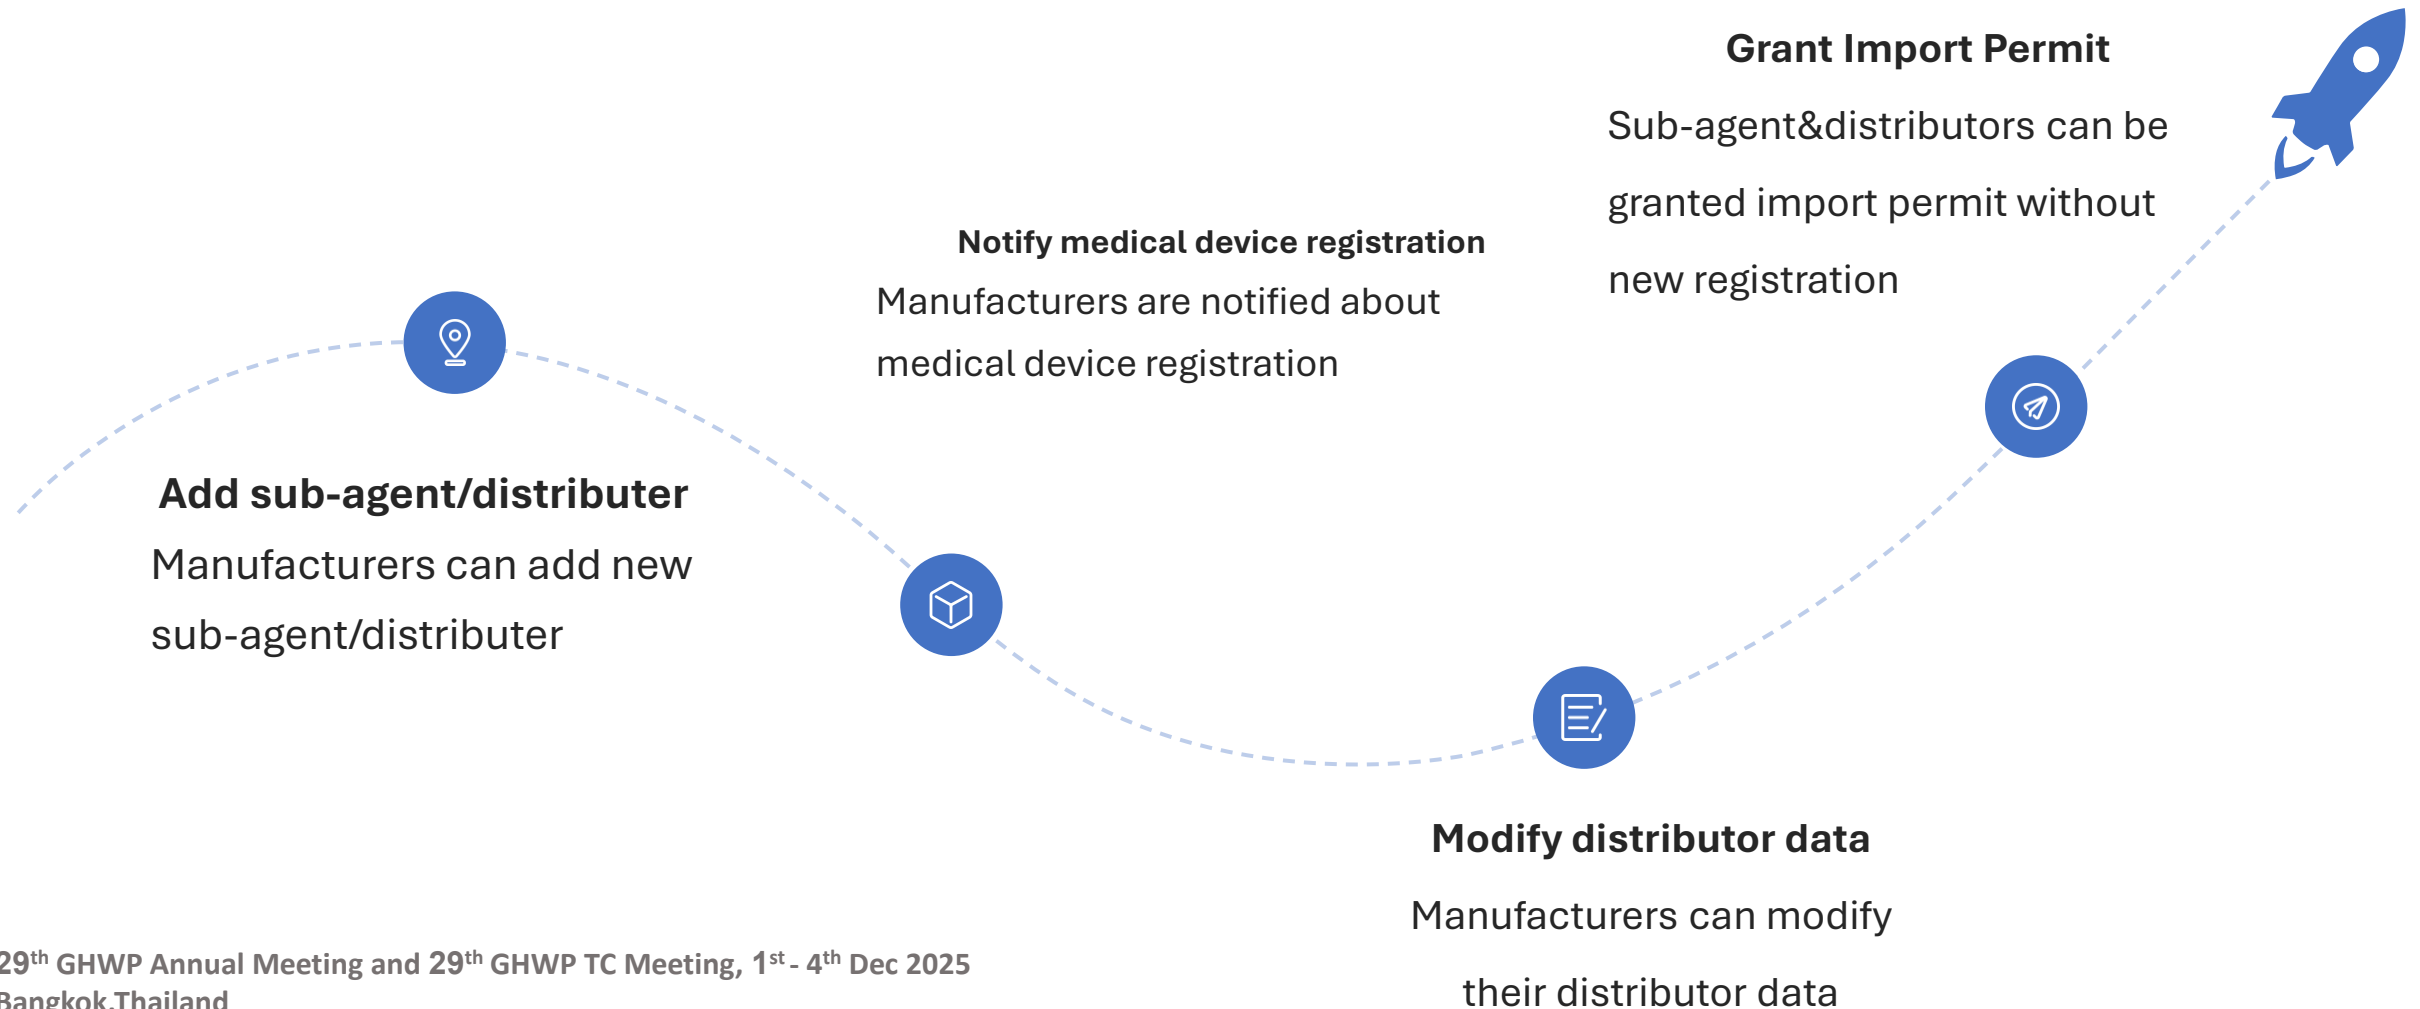 Add sub-agent/distributer
Manufacturers can add new
sub-agent/distributer
Notify medical device registration
Manufacturers are notified about
medical device registration
Modify distributor data
Manufacturers can modify
their distributor data
Grant Import Permit
Sub-agent&distributors can be
granted import permit without
new registration
29th GHWP Annual Meeting and 29th GHWP TC Meeting, 1st - 4th Dec 2025
Bangkok,Thailand